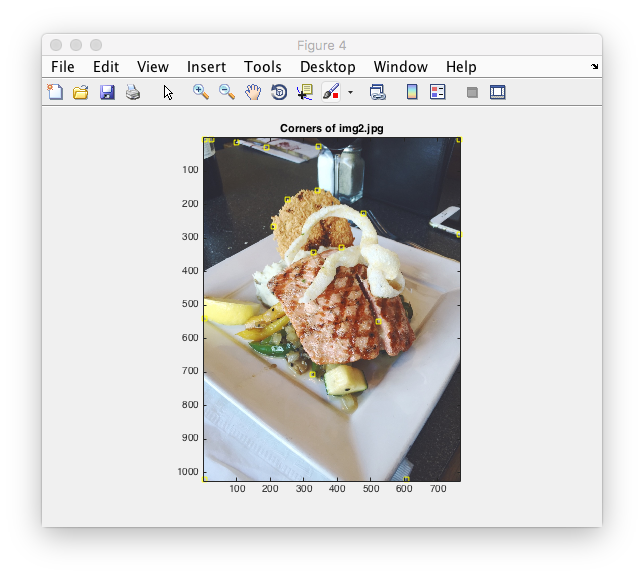 Figure 4
File Edit View Insert Tools Desktop Window Help
Corners of img2.jpg
100
200
300
400
500
600
700
800
900
1000
100 200 300 400 500 600 700